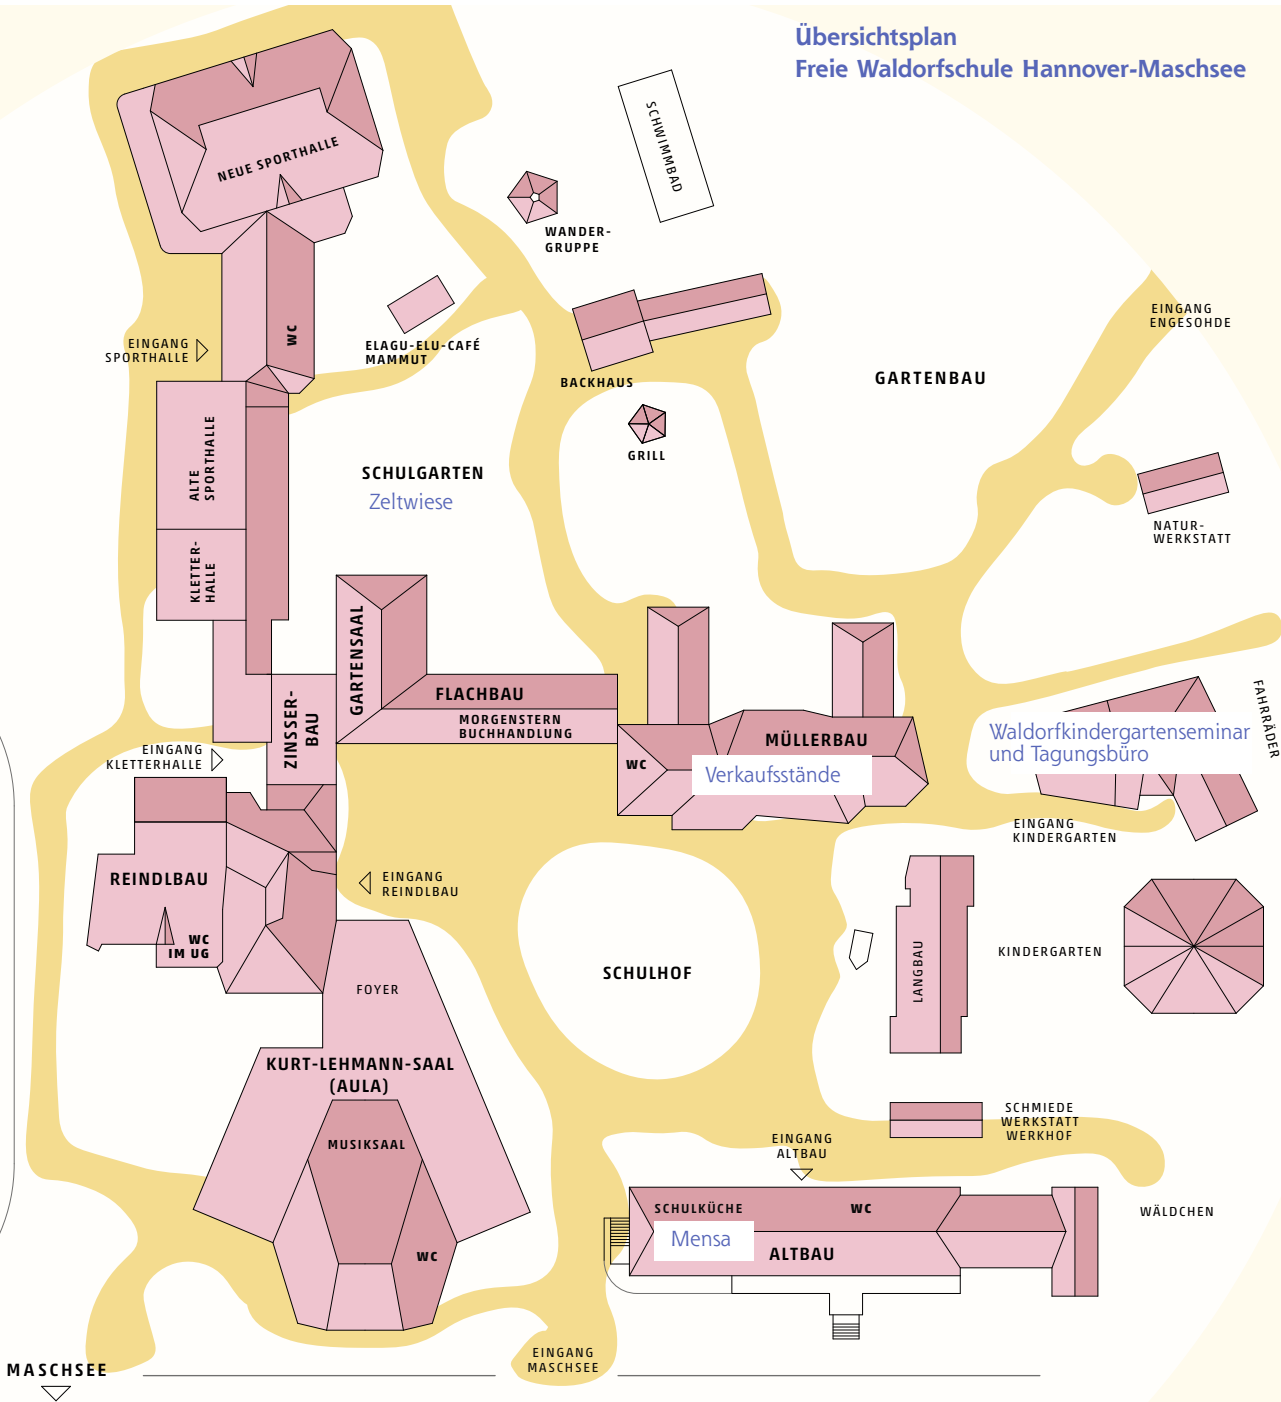 Übersichtsplan
Freie Waldorfschule Hannover-Maschsee
SCHWIMMBAD
NEUE SPORTHALLE
WANDER-
GRUPPE
EINGANG
ENGESOHDE
WC
EINGANG
SPORTHALLE
ELAGU-ELU-CAFÉ
MAMMUT
BACKHAUS
GARTENBAU
GRILL
ALTE
SPORTHALLE
SCHULGARTEN
Zeltwiese
NATUR-
WERKSTATT
KLETTER-
HALLE
GARTENSAAL
FLACHBAU
MORGENSTERN
BUCHHANDLUNG
ZINSSER-
BAU
MÜLLERBAU
WC
Verkaufsstände
Waldorfkindergartenseminar
und Tagungsbüro
FAHRRÄDER
EINGANG
KLETTERHALLE
EINGANG
KINDERGARTEN
REINDLBAU
EINGANG
REINDLBAU
WC
IM UG
LANGBAU
KINDERGARTEN
SCHULHOF
FOYER
KURT-LEHMANN-SAAL
(AULA)
MUSIKSAAL
WC
SCHMIEDE
WERKSTATT
WERKHOF
EINGANG
ALTBAU
SCHULKÜCHE
WC
Mensa
ALTBAU
WÄLDCHEN
EINGANG
MASCHSEE
MASCHSEE